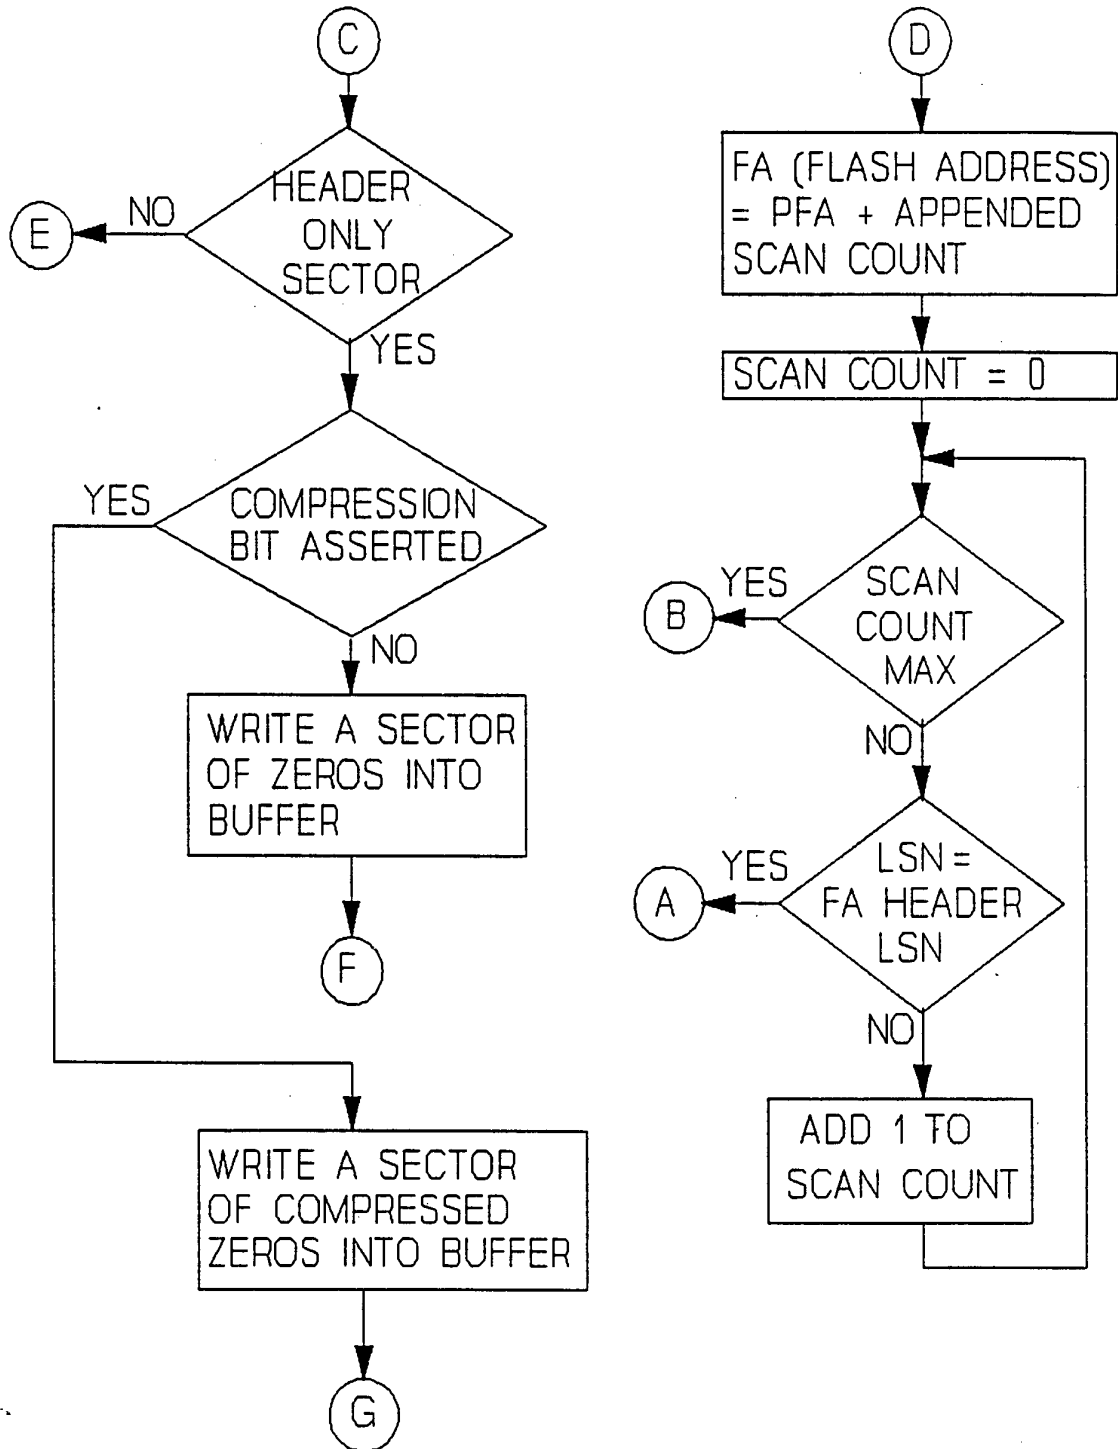 C
HEADER
ONLY
SECTOR
NO
E
YES
COMPRESSION
BIT ASSERTED
YES
NO
WRITE A SECTOR
OF ZEROS INTO
BUFFER
F
WRITE A SECTOR
OF COMPRESSED
ZEROS INTO BUFFER
G
D
FA (FLASH ADDRESS)
= PFA + APPENDED
SCAN COUNT
SCAN COUNT = 0
SCAN
COUNT
MAX
YES
B
NO
LSN =
FA HEADER
LSN
YES
A
NO
ADD 1 TO
SCAN COUNT